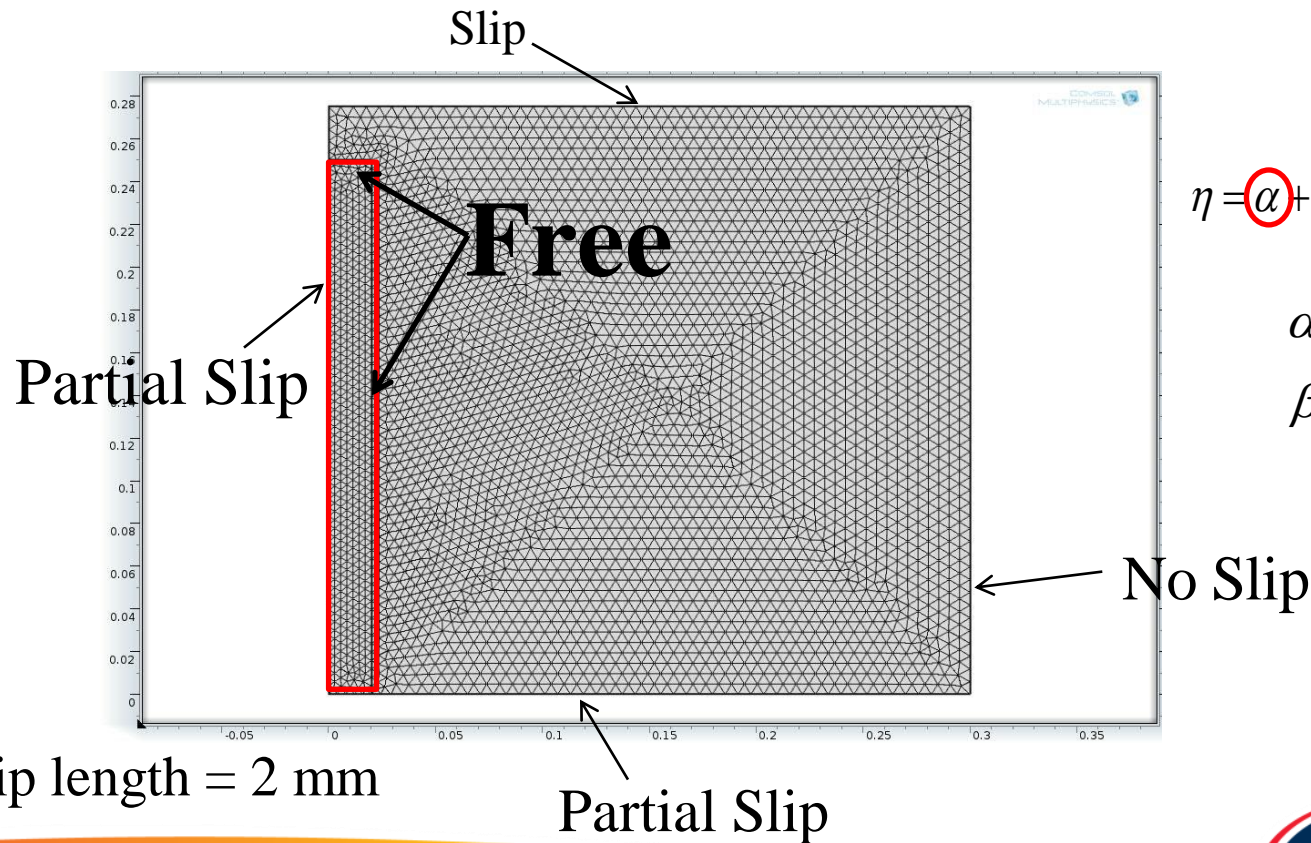 Slip
COMSOL
MULTIPHYSICS
0.28
0.26
0.24
0.22
0.2
0.18
0.16
0.14
0.12
0.1
0.08
0.06
0.04
0.02
0
Free
Partial Slip
η = α +
α
β
No Slip
-0.05 0 0.05 0.1 0.15 0.2 0.25 0.3 0.35
ip length = 2 mm
Partial Slip